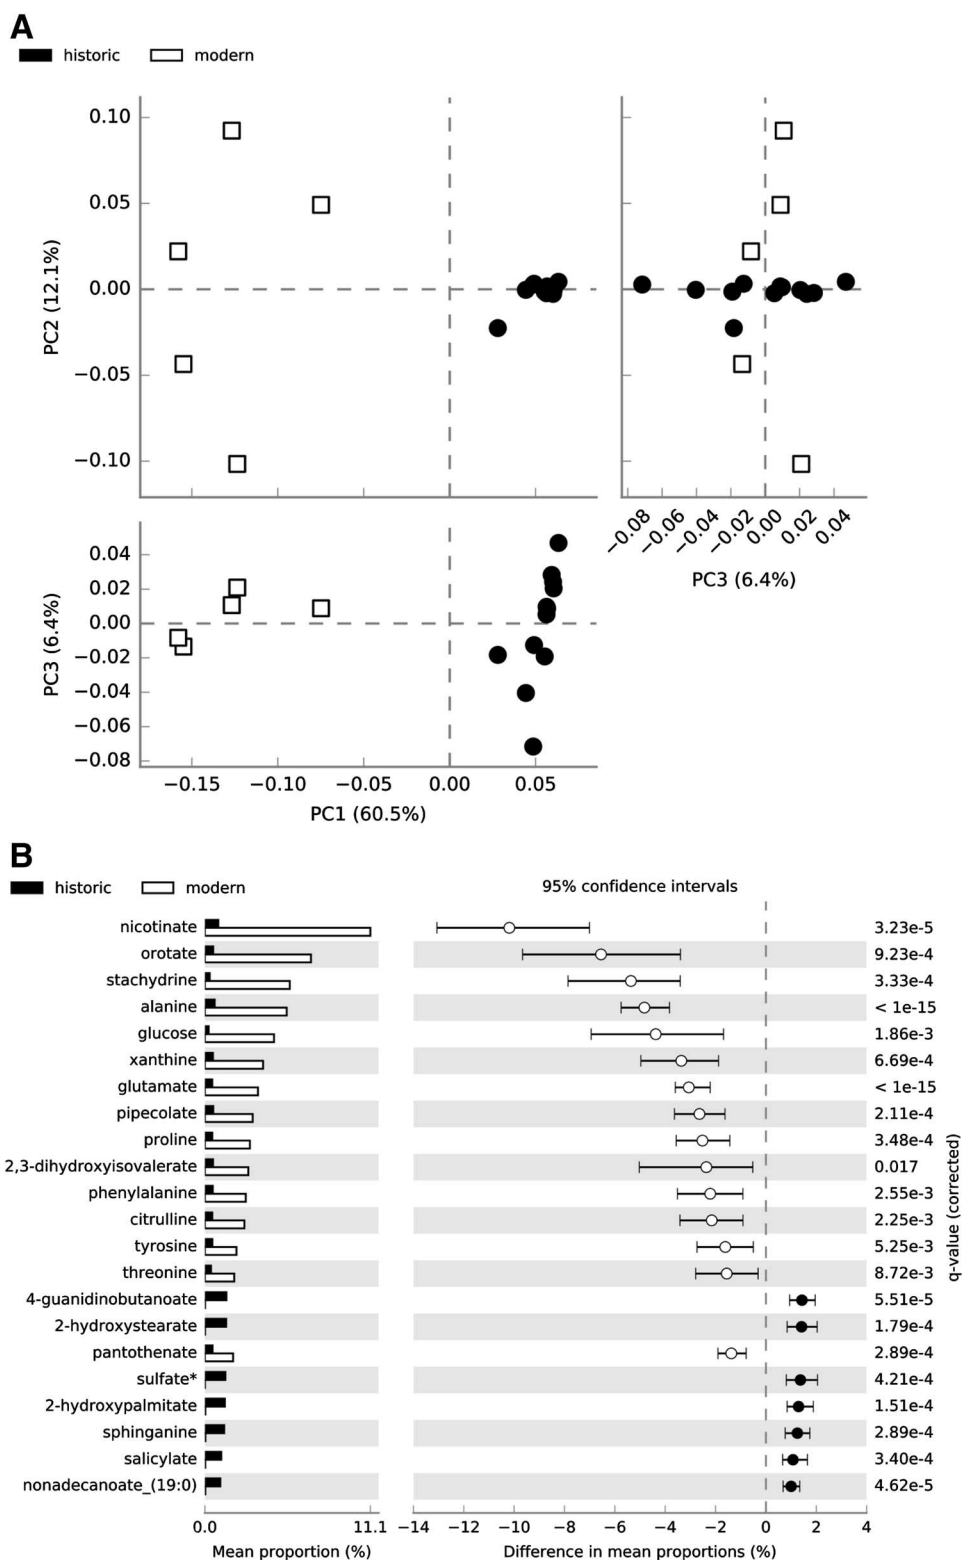 A
historic modern
0.10
0.05
0.00
−0.05
−0.10
PC2 (12.1%)
−0.08 −0.06 −0.04 −0.02 0.00 0.02 0.04
PC3 (6.4%)
0.04
0.02
0.00
−0.02
−0.04
−0.06
−0.08
PC3 (6.4%)
−0.15 −0.10 −0.05 0.00 0.05
PC1 (60.5%)
B
historic modern 95% confidence intervals
nicotinate 3.23e-5
orotate 9.23e-4
stachydrine 3.33e-4
alanine < 1e-15
glucose 1.86e-3
xanthine 6.69e-4
glutamate < 1e-15
pipecolate 2.11e-4
proline 3.48e-4
2,3-dihydroxyisovalerate 0.017
phenylalanine 2.55e-3
citrulline 2.25e-3
tyrosine 5.25e-3
threonine 8.72e-3
4-guanidinobutanoate 5.51e-5
2-hydroxystearate 1.79e-4
pantothenate 2.89e-4
sulfate* 4.21e-4
2-hydroxypalmitate 1.51e-4
sphinganine 2.89e-4
salicylate 3.40e-4
nonadecanoate_(19:0) 4.62e-5
q-value (corrected)
0.0 11.1 −14 −12 −10 −8 −6 −4 −2 0 2 4
Mean proportion (%) Difference in mean proportions (%)